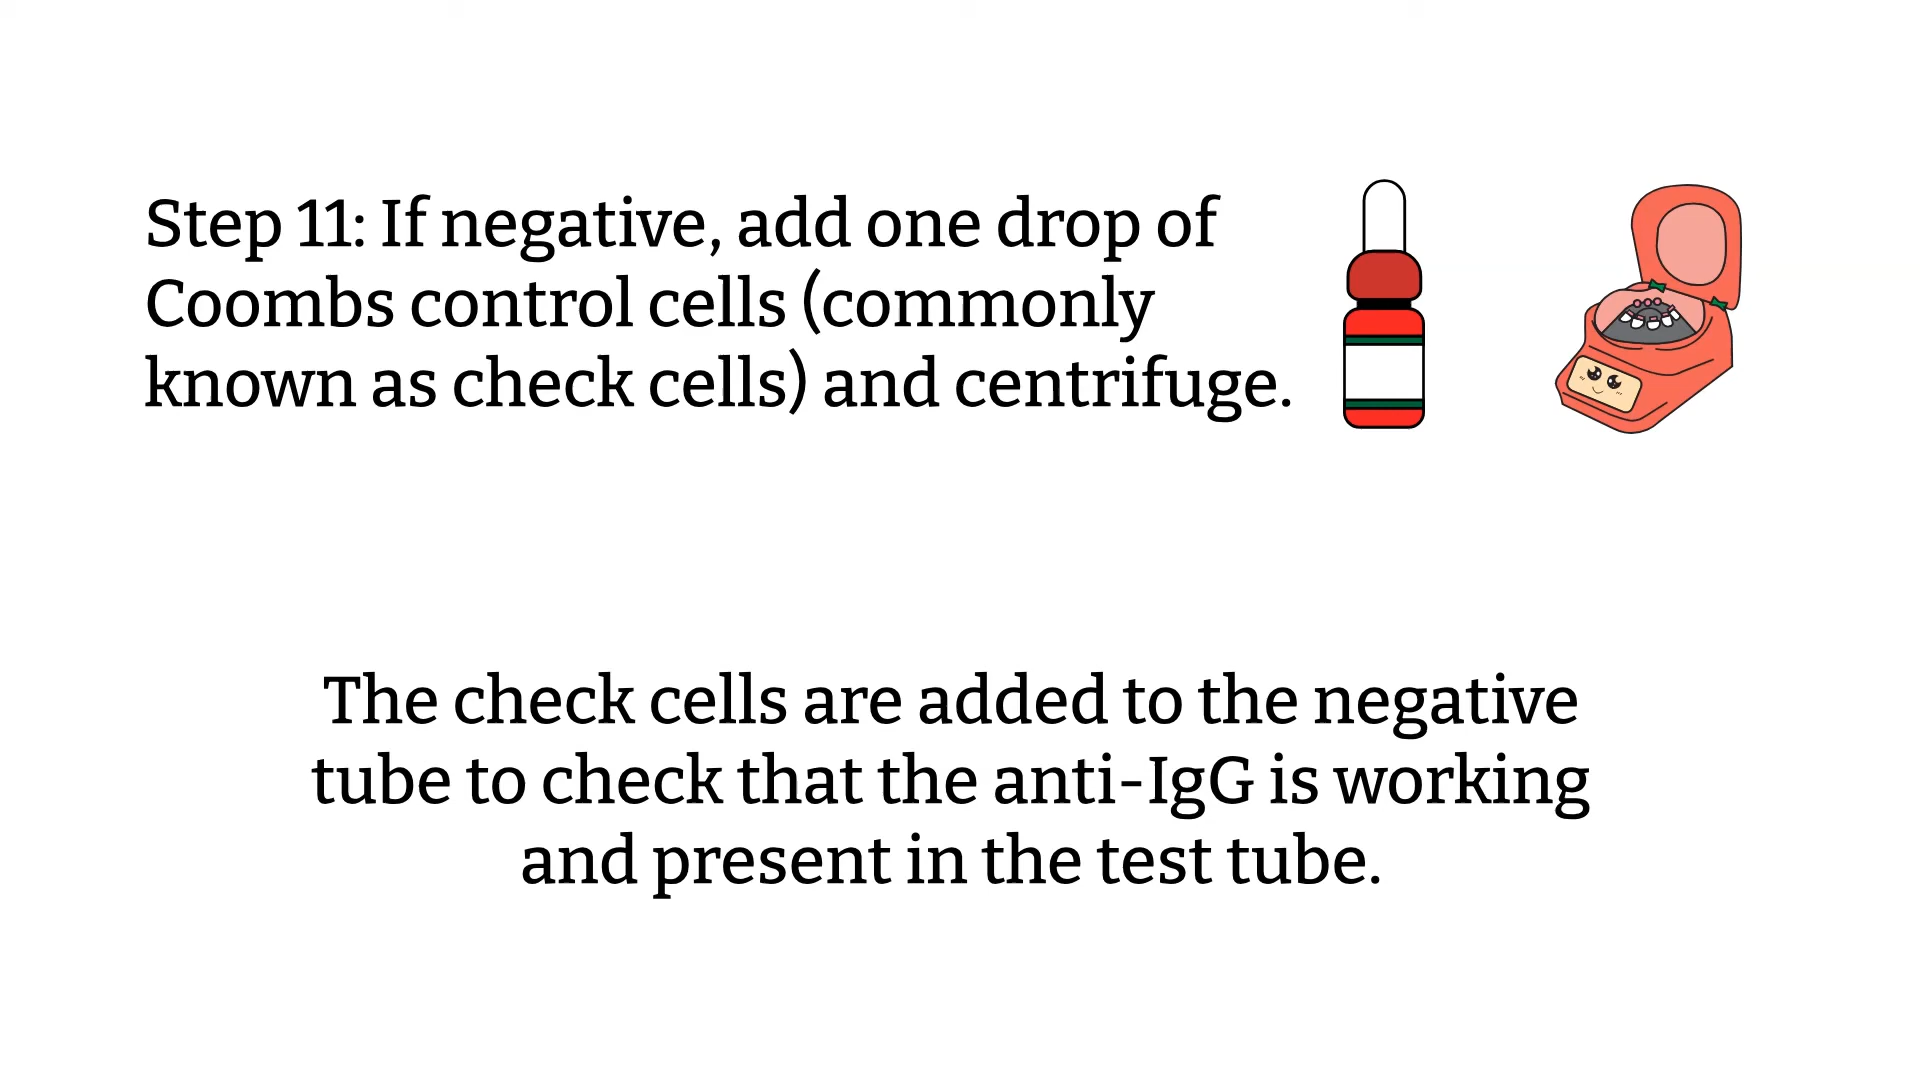 Step 11: If negative, add one drop of
Coombs control cells (commonly
known as check cells) and centrifuge.
The check cells are added to the negative
tube to check that the anti-IgG is working
and present in the test tube.